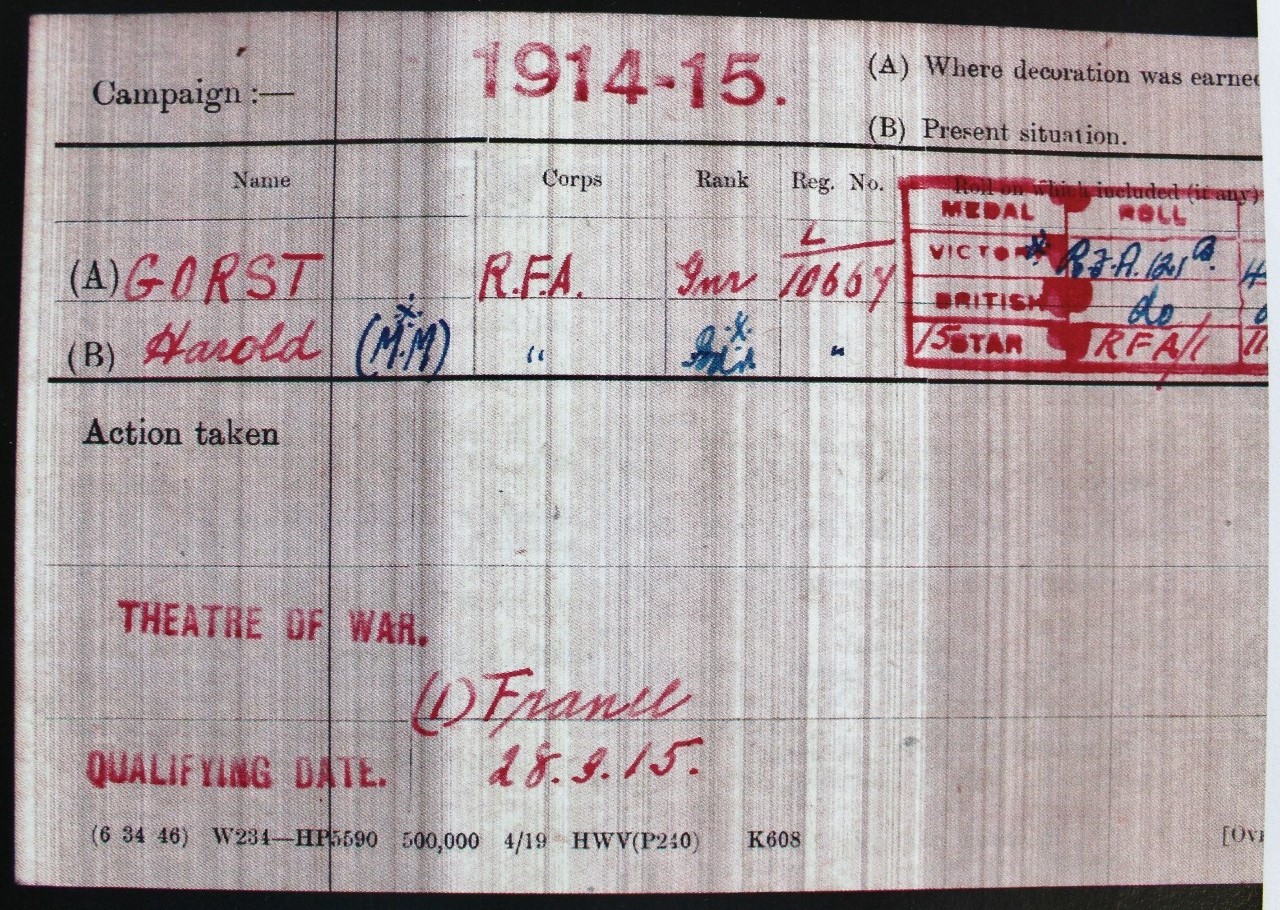 Campaign :— 1914-15. (A) Where decoration was earned
(B) Present situation.
Name Corps Rank Reg. No. Roll on which included (if any)
MEDAL ROLL
L
(A) GORST R.F.A. Gnr 10667 VICTORY * R.F.A. 121 B.
BRITISH do
(B) Harold (M.M) * " * "
15 STAR RFA/1
Action taken
THEATRE OF WAR.
(1) France
QUALIFYING DATE. 28.9.15.
(6 34 46) W234—HP5590 500,000 4/19 HWV(P240) K608